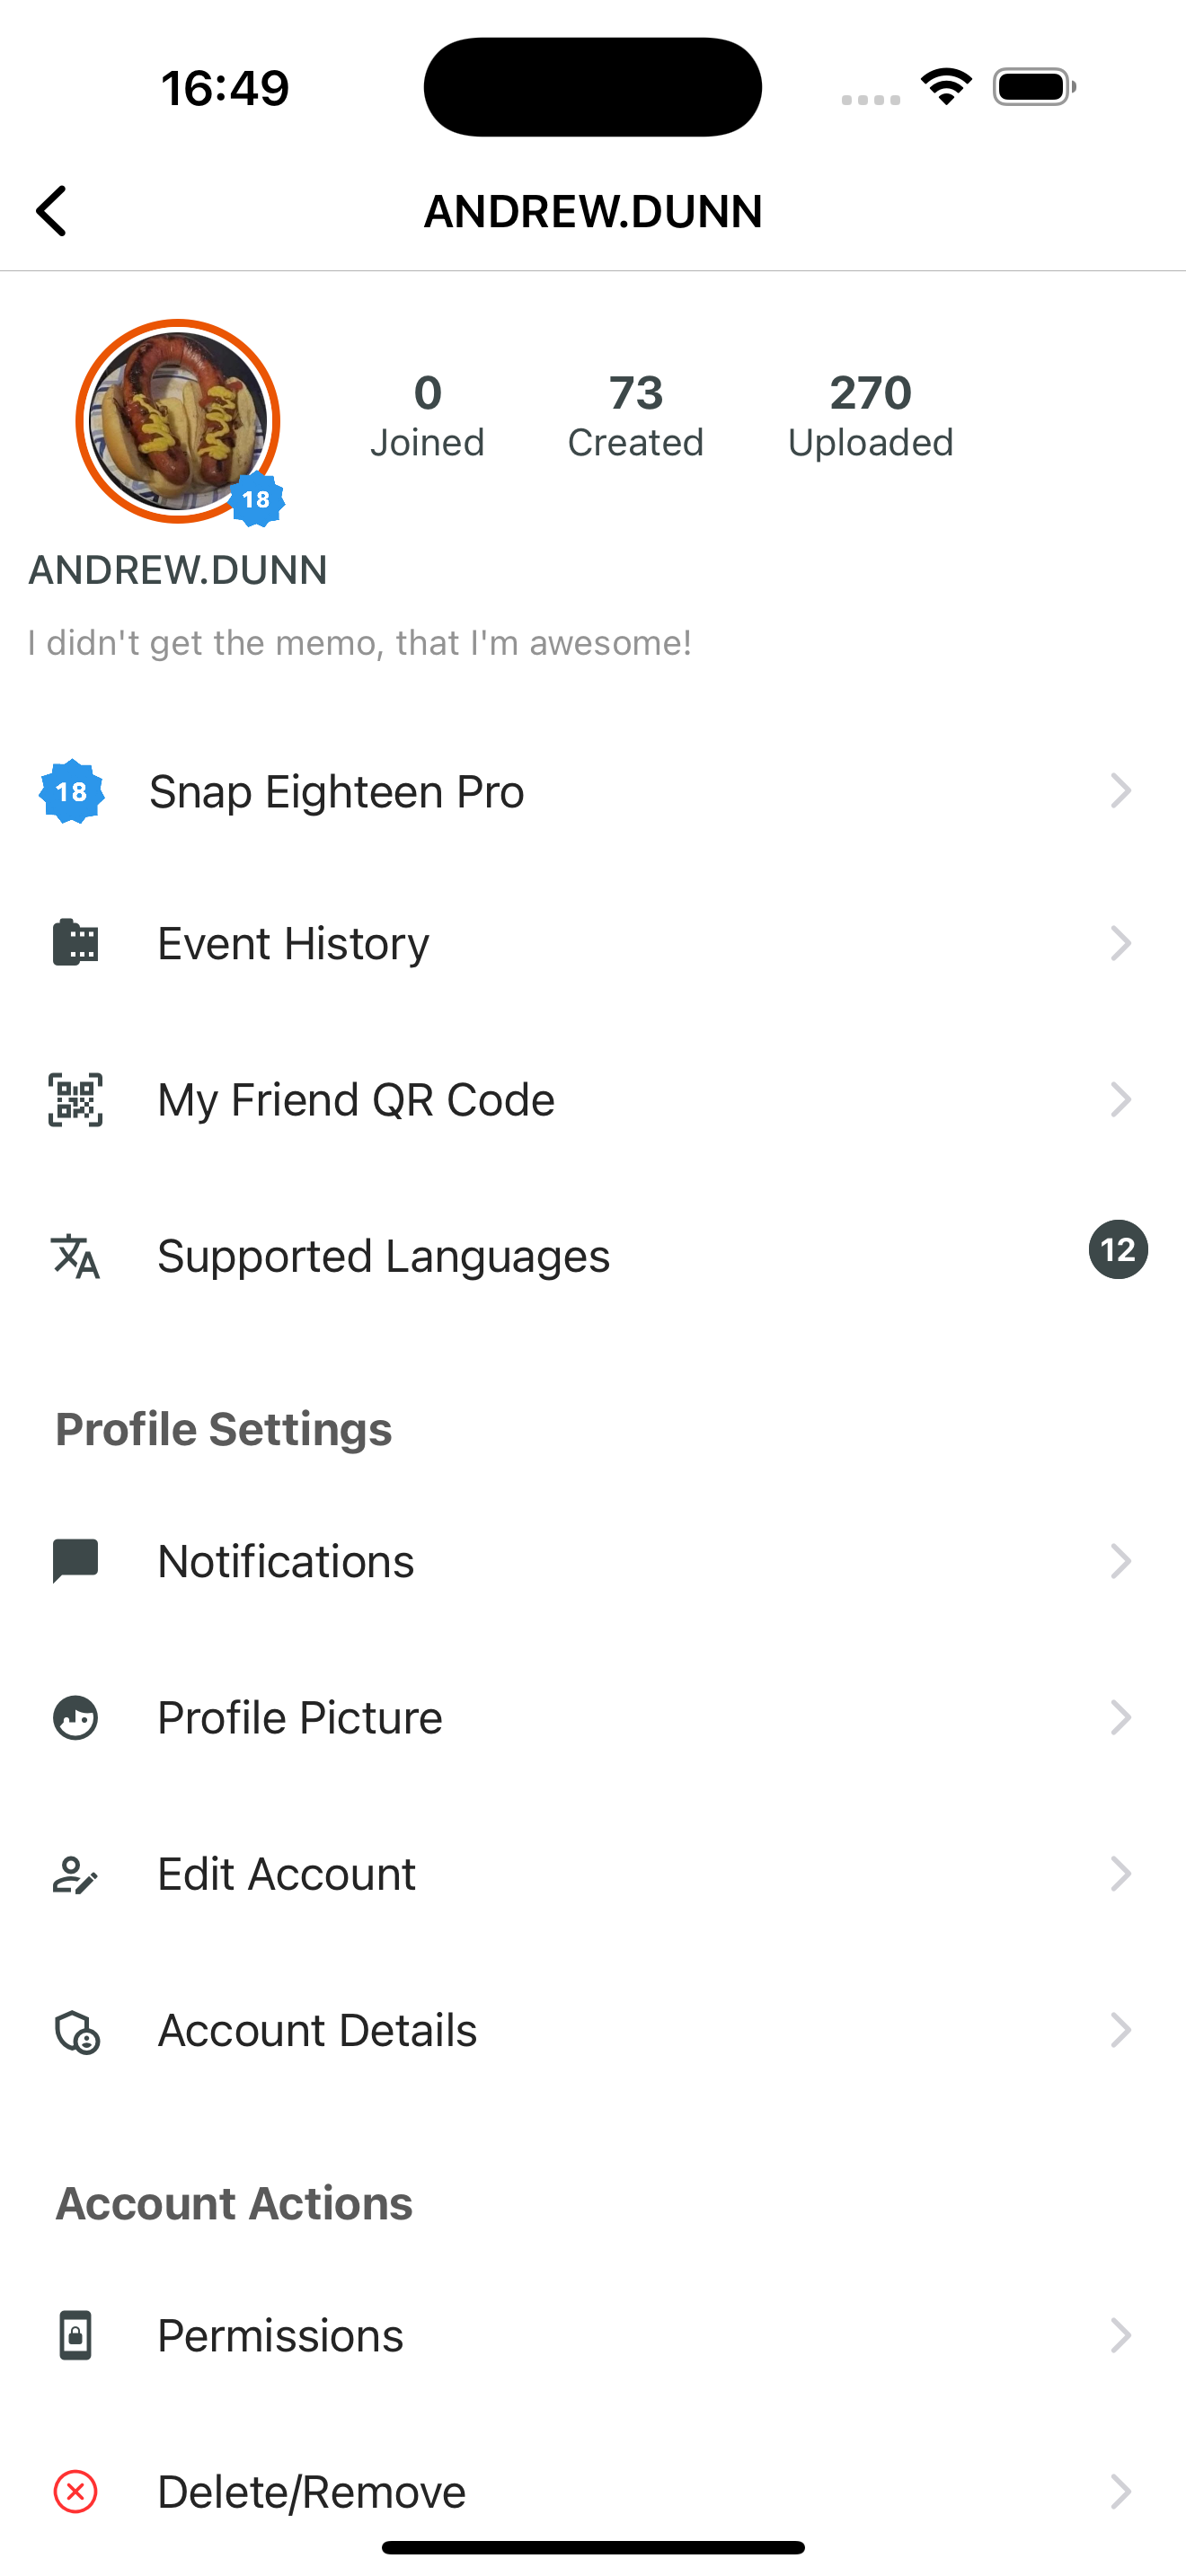 16:49
ANDREW.DUNN
0 73 270
Joined Created Uploaded
18
ANDREW.DUNN
I didn't get the memo, that I'm awesome!
18 Snap Eighteen Pro
Event History
My Friend QR Code
Supported Languages 12
Profile Settings
Notifications
Profile Picture
Edit Account
Account Details
Account Actions
Permissions
Delete/Remove